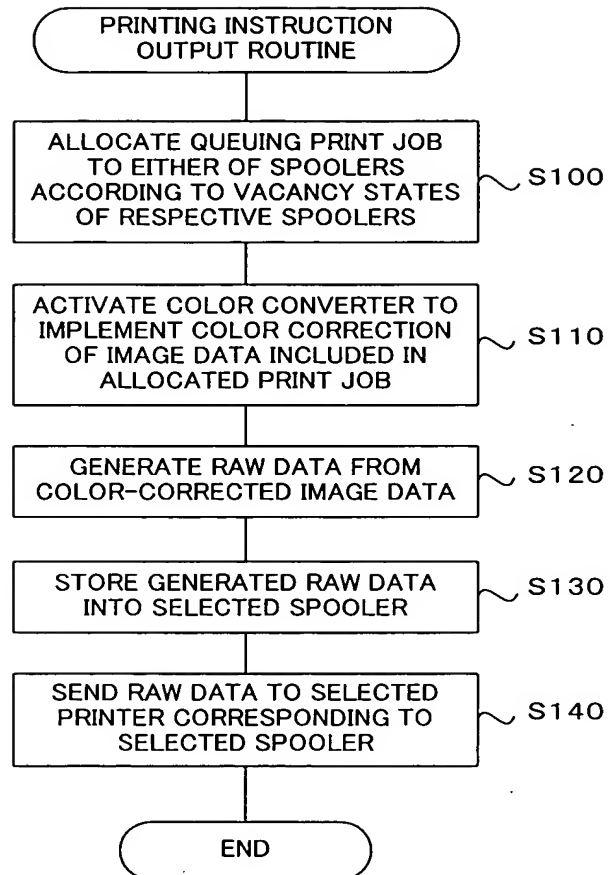 PRINTING INSTRUCTION
OUTPUT ROUTINE
ALLOCATE QUEUING PRINT JOB
TO EITHER OF SPOOLERS
ACCORDING TO VACANCY STATES
OF RESPECTIVE SPOOLERS
S100
ACTIVATE COLOR CONVERTER TO
IMPLEMENT COLOR CORRECTION
OF IMAGE DATA INCLUDED IN
ALLOCATED PRINT JOB
S110
GENERATE RAW DATA FROM
COLOR-CORRECTED IMAGE DATA
S120
STORE GENERATED RAW DATA
INTO SELECTED SPOOLER
S130
SEND RAW DATA TO SELECTED
PRINTER CORRESPONDING TO
SELECTED SPOOLER
S140
END